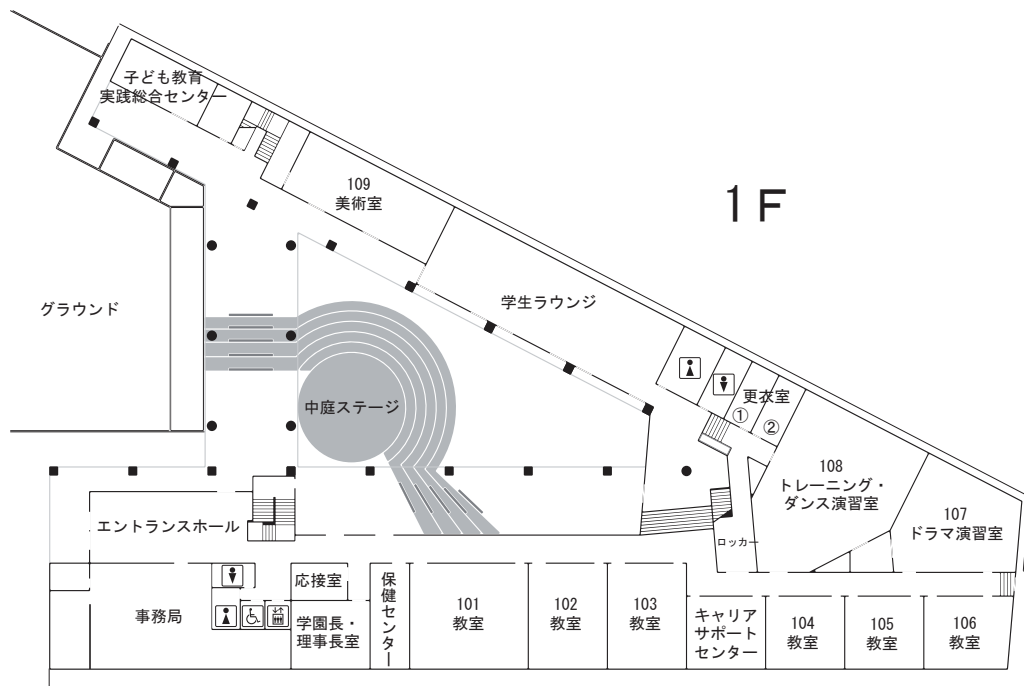 子ども教育
実践総合センター
109
美術室
1F
グラウンド
学生ラウンジ
中庭ステージ
更衣室
①
②
108
トレーニング・
ダンス演習室
107
ドラマ演習室
エントランスホール
ロッカー
事務局
応接室
学園長・
理事長室
保健センター
101
教室
102
教室
103
教室
キャリア
サポート
センター
104
教室
105
教室
106
教室